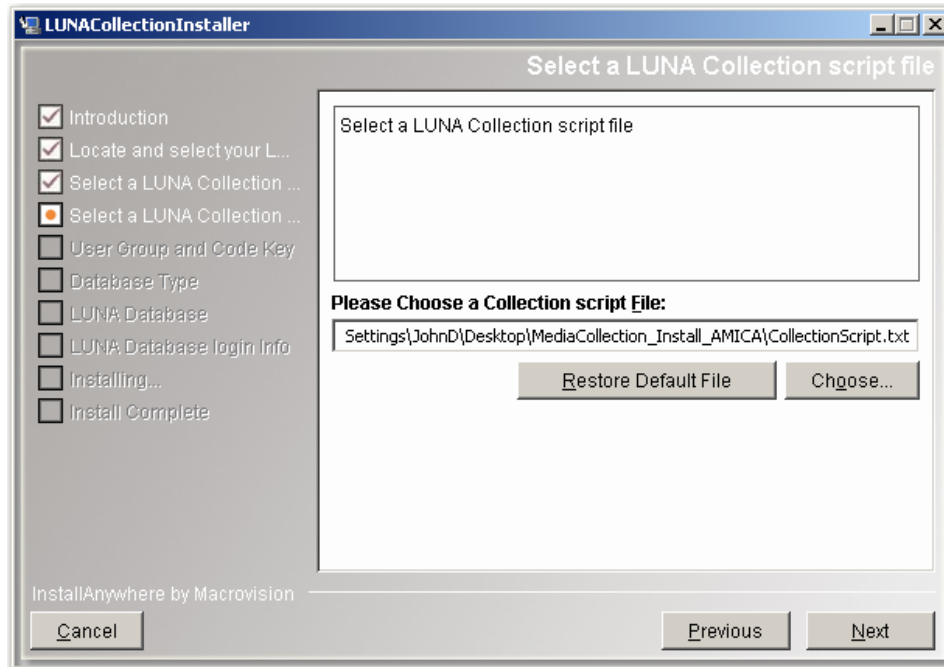 LUNACollectionInstaller
Select a LUNA Collection script file
Introduction
Locate and select your L...
Select a LUNA Collection ...
Select a LUNA Collection ...
User Group and Code Key
Database Type
LUNA Database
LUNA Database login Info
Installing...
Install Complete
Select a LUNA Collection script file
Please Choose a Collection script File:
Settings\JohnD\Desktop\MediaCollection_Install_AMICA\CollectionScript.txt
Restore Default File
Choose...
InstallAnywhere by Macrovision
Cancel
Previous
Next